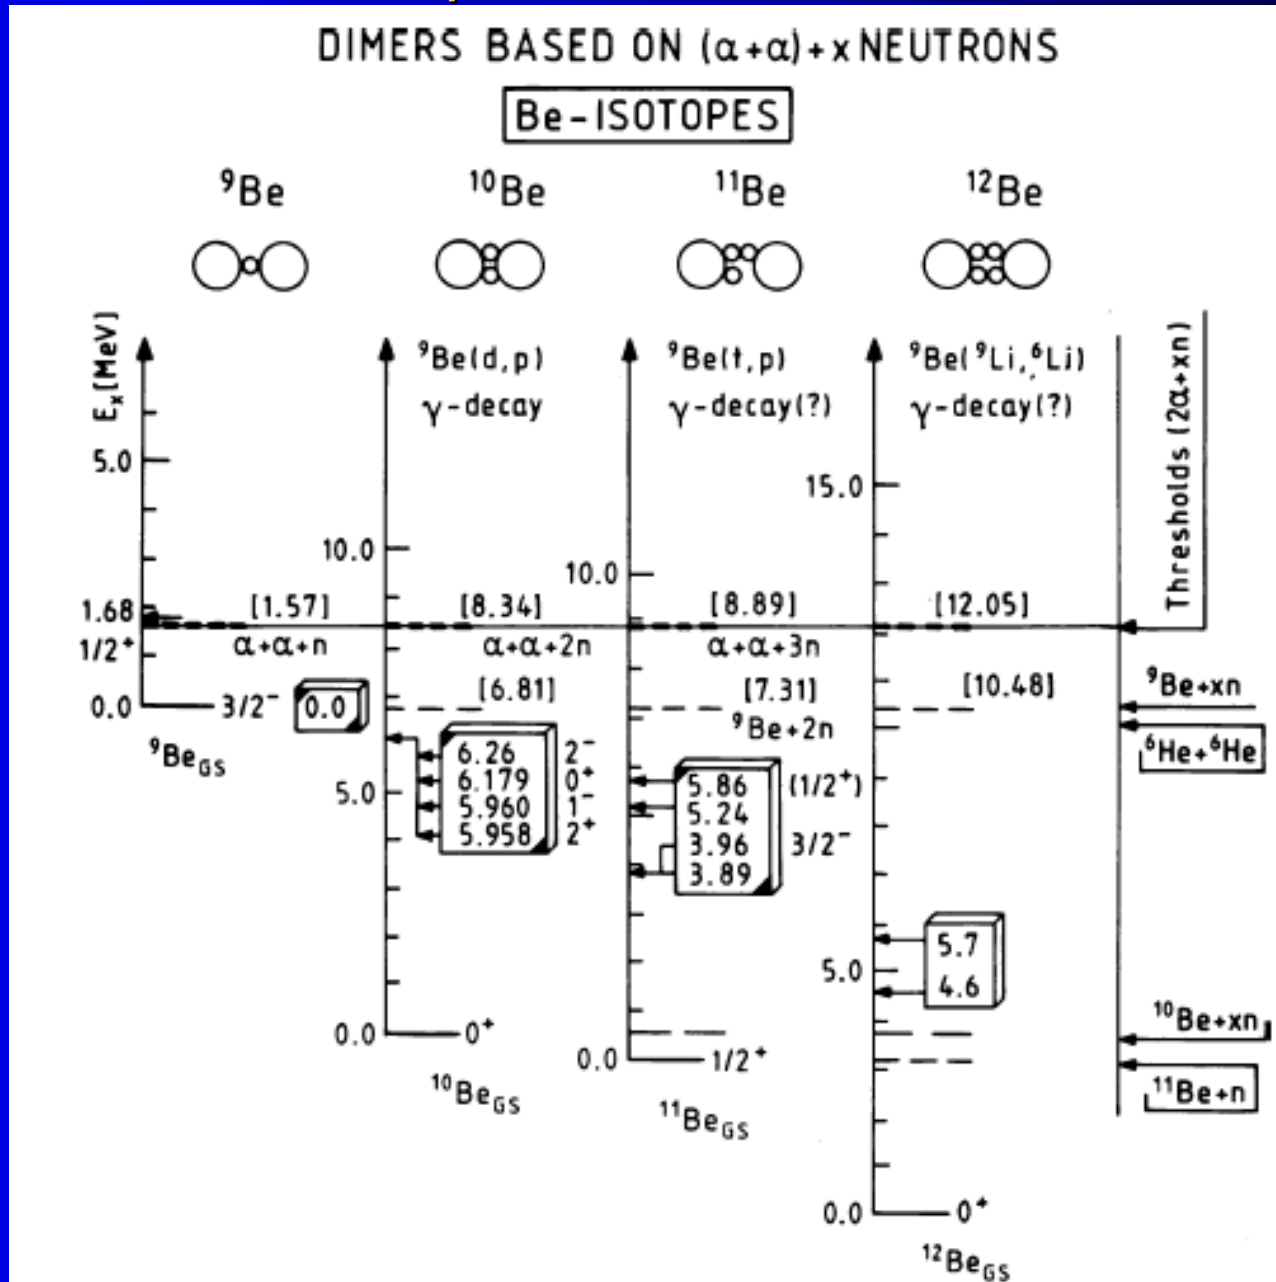 DIMERS BASED ON (α+α)+x NEUTRONS
Be-ISOTOPES
⁹Be ¹⁰Be ¹¹Be ¹²Be
Eₓ[MeV]
⁹Be(d,p) ⁹Be(t,p) ⁹Be(⁹Li,⁶Li)
γ-decay γ-decay(?) γ-decay(?)
Thresholds (2α+xn)
5.0
15.0
10.0
10.0
1.68 [1.57] [8.34] [8.89] [12.05]
1/2⁺ α+α+n α+α+2n α+α+3n
[6.81] [7.31] [10.48] ⁹Be+xn
0.0 3/2⁻ 0.0
⁹Be+2n ⁶He+⁶He
⁹Be_GS
6.26 2⁻
6.179 0⁺
5.960 1⁻
5.958 2⁺
5.0
5.86 (1/2⁺)
5.24
3.96 3/2⁻
3.89
5.7
4.6
5.0
0.0 0⁺
¹⁰Be+xn
0.0 1/2⁺
¹¹Be+n
¹⁰Be_GS
¹¹Be_GS
0.0 0⁺
¹²Be_GS